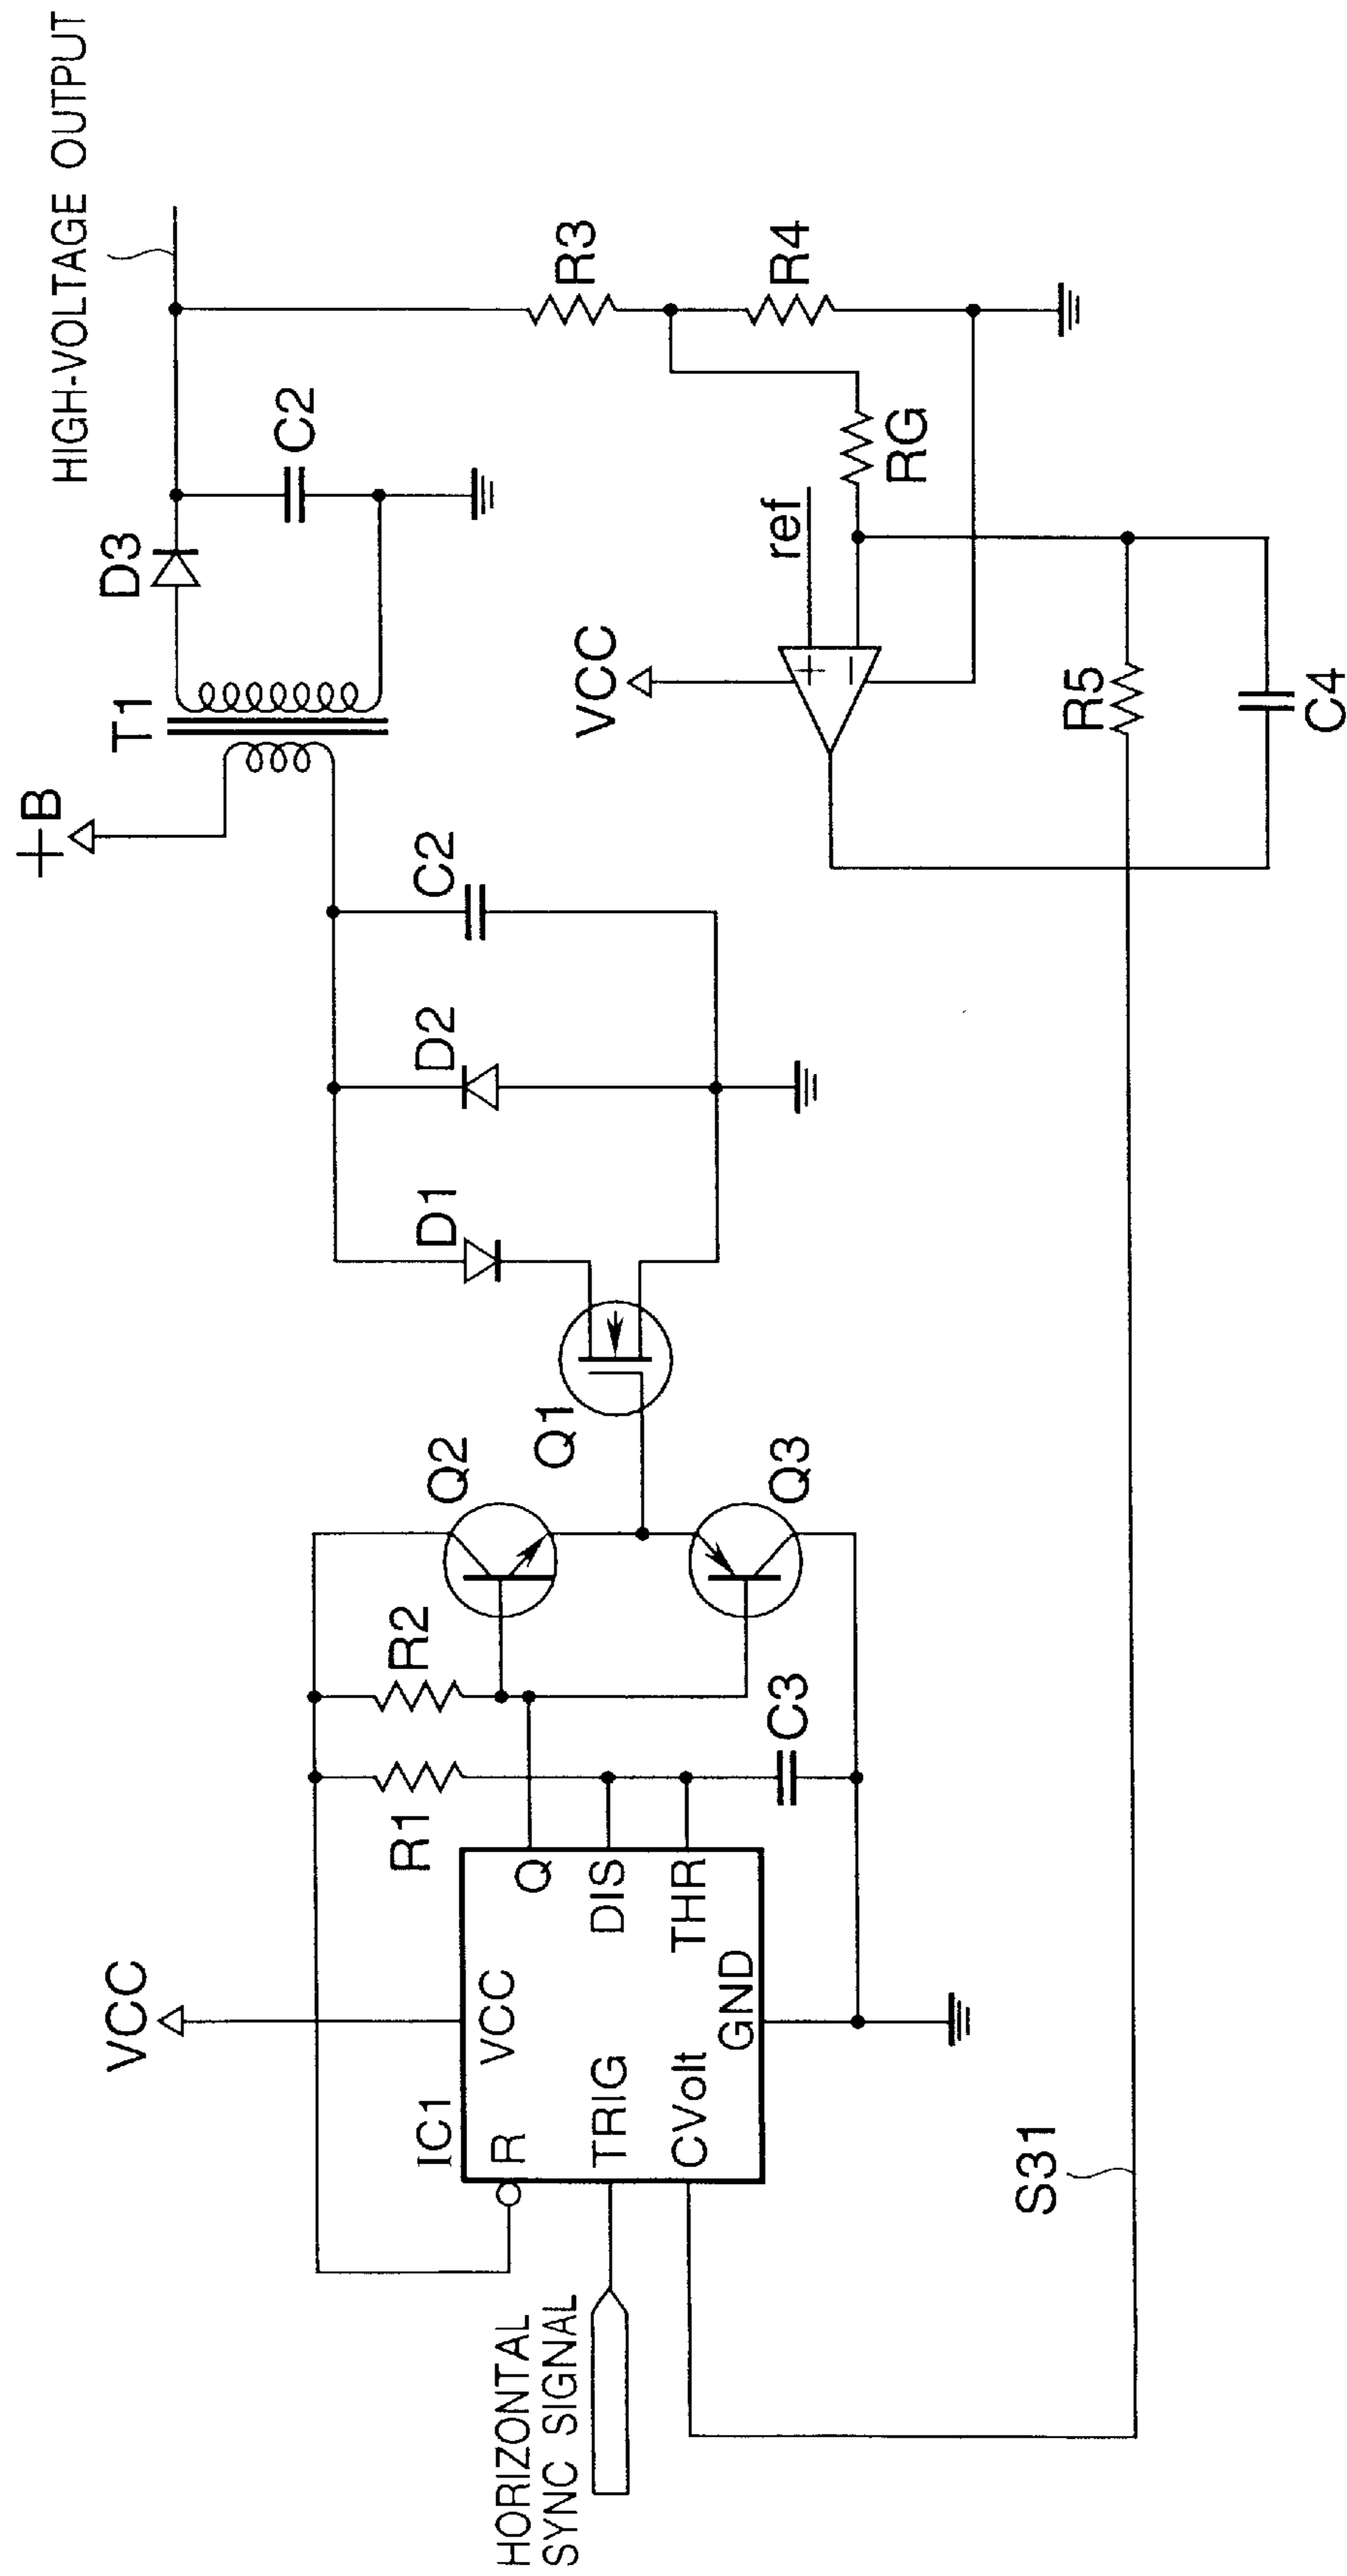 HIGH-VOLTAGE OUTPUT
+B
T1
D3
C2
R3
R4
RG
ref
VCC
+
−
R5
C4
C2
D2
D1
Q1
Q2
Q3
R2
R1
C3
VCC
IC1
R
VCC
Q
TRIG
DIS
CVolt
THR
GND
HORIZONTAL
SYNC SIGNAL
S31